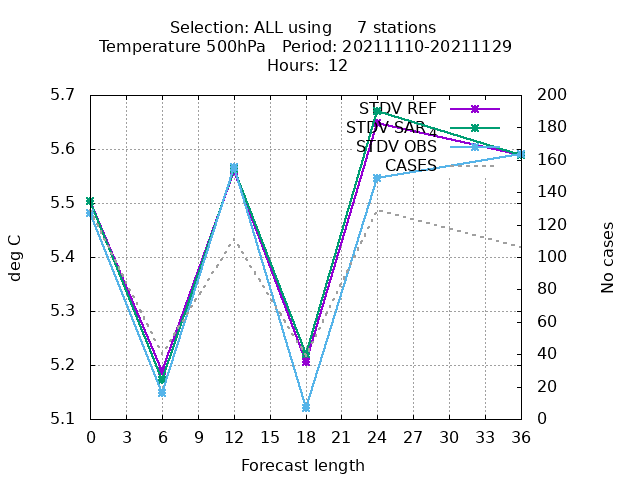 Selection: ALL using     7 stations
Temperature 500hPa   Period: 20211110-20211129
Hours: 12
5.7
5.6
5.5
5.4
5.3
5.2
5.1
deg C
STDV REF
STDV SAR4
STDV OBS
CASES
200
180
160
140
120
100
80
60
40
20
0
No cases
0 3 6 9 12 15 18 21 24 27 30 33 36
Forecast length